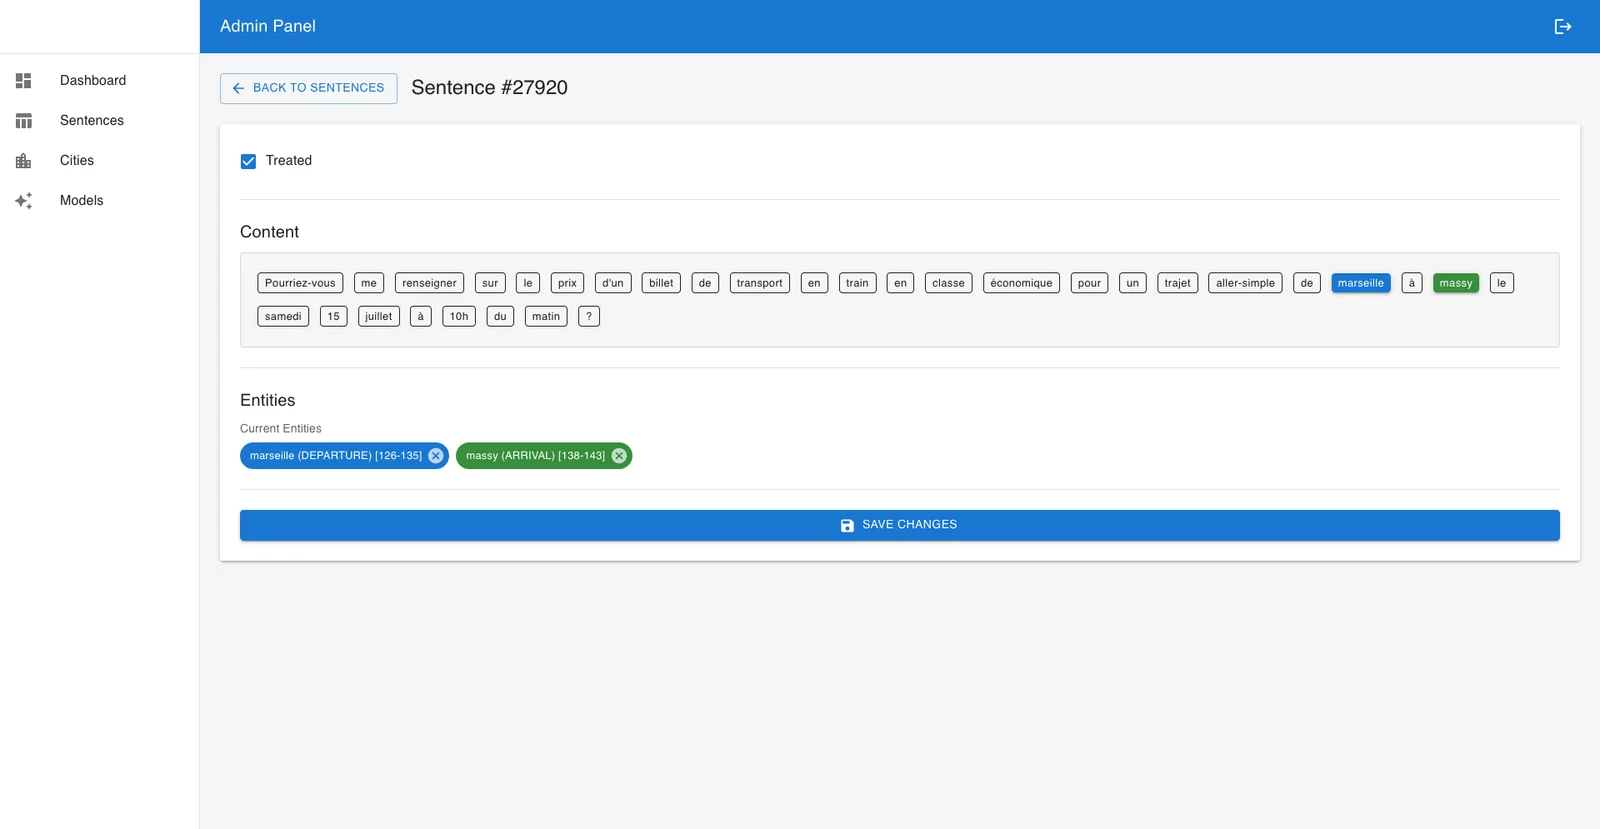 Admin Panel
Dashboard
Sentences
Cities
Models
BACK TO SENTENCES
Sentence #27920
Treated
Content
Pourriez-vous me renseigner sur le prix d'un billet de transport en train en classe économique pour un trajet aller-simple de marseille à massy le
samedi 15 juillet à 10h du matin ?
Entities
Current Entities
marseille (DEPARTURE) [126-135] massy (ARRIVAL) [138-143]
SAVE CHANGES